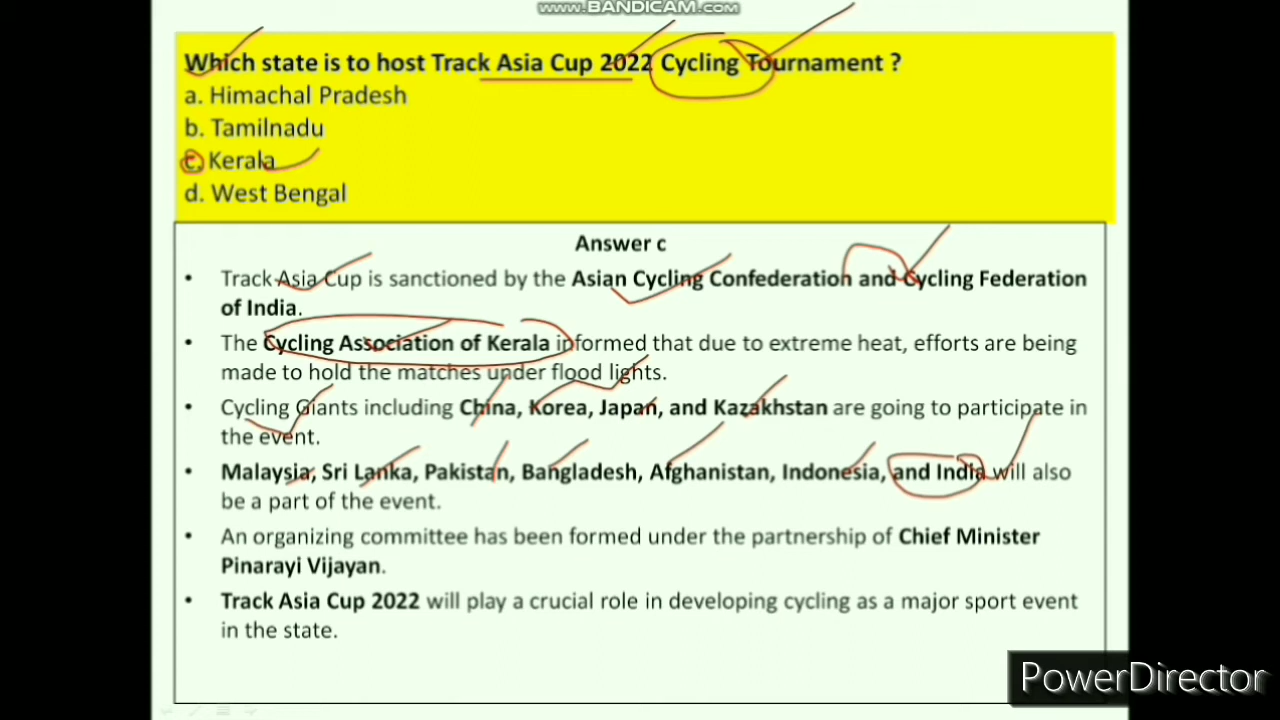 www.BANDICAM.com
Which state is to host Track Asia Cup 2022 Cycling Tournament ?
a. Himachal Pradesh
b. Tamilnadu
c. Kerala
d. West Bengal
Answer c
• Track Asia Cup is sanctioned by the Asian Cycling Confederation and Cycling Federation
of India.
• The Cycling Association of Kerala informed that due to extreme heat, efforts are being
made to hold the matches under flood lights.
• Cycling Giants including China, Korea, Japan, and Kazakhstan are going to participate in
the event.
• Malaysia, Sri Lanka, Pakistan, Bangladesh, Afghanistan, Indonesia, and India will also
be a part of the event.
• An organizing committee has been formed under the partnership of Chief Minister
Pinarayi Vijayan.
• Track Asia Cup 2022 will play a crucial role in developing cycling as a major sport event
in the state.
PowerDirector